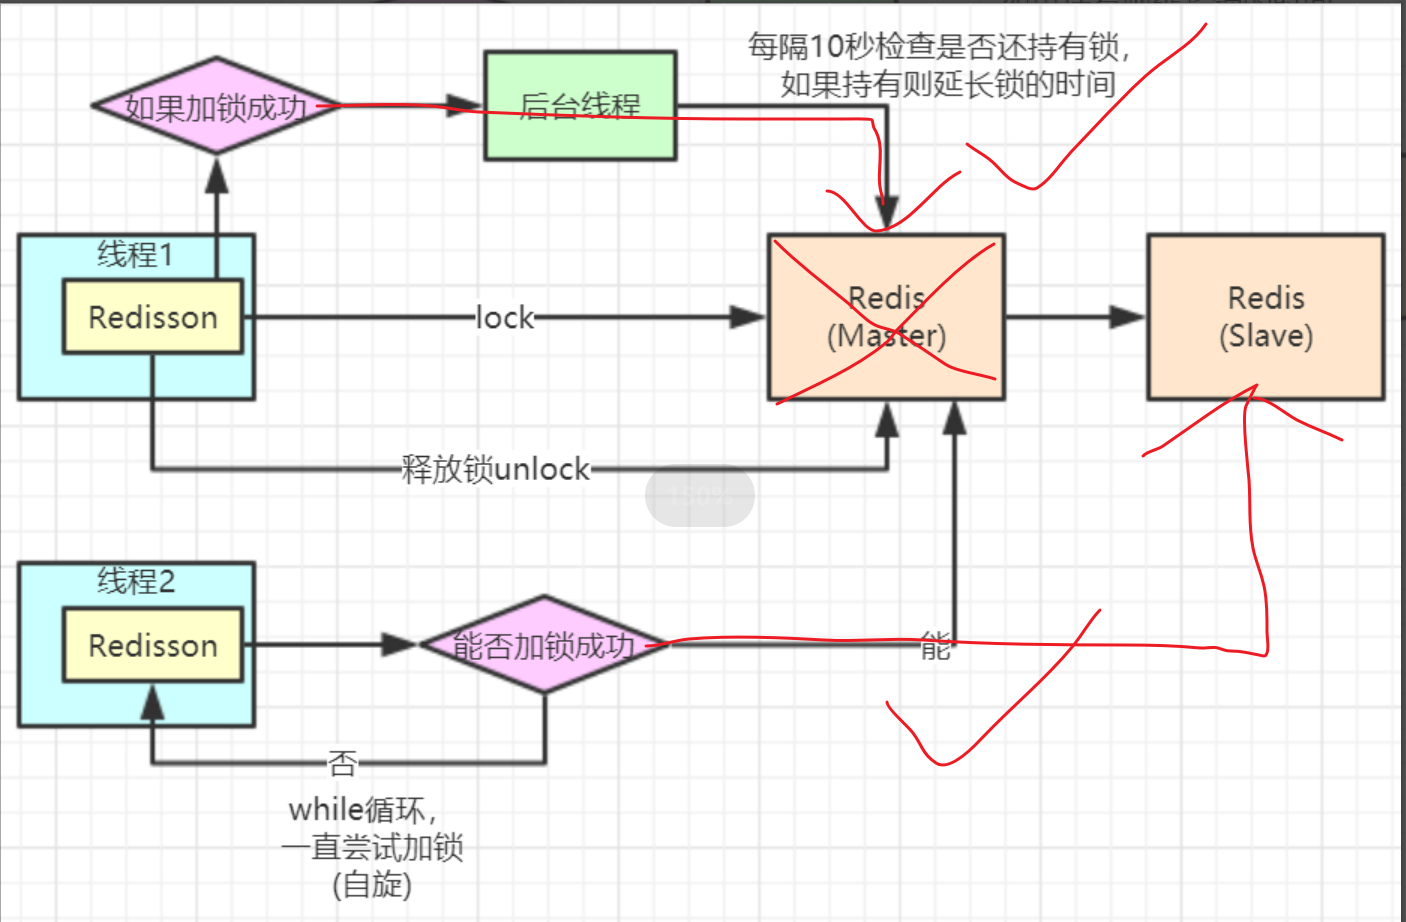 每隔10秒检查是否还持有锁，
如果持有则延长锁的时间
如果加锁成功
后台线程
线程1
Redisson
lock
Redis
(Master)
Redis
(Slave)
释放锁unlock
150%
线程2
Redisson
能否加锁成功
能
否
while循环，
一直尝试加锁
(自旋)